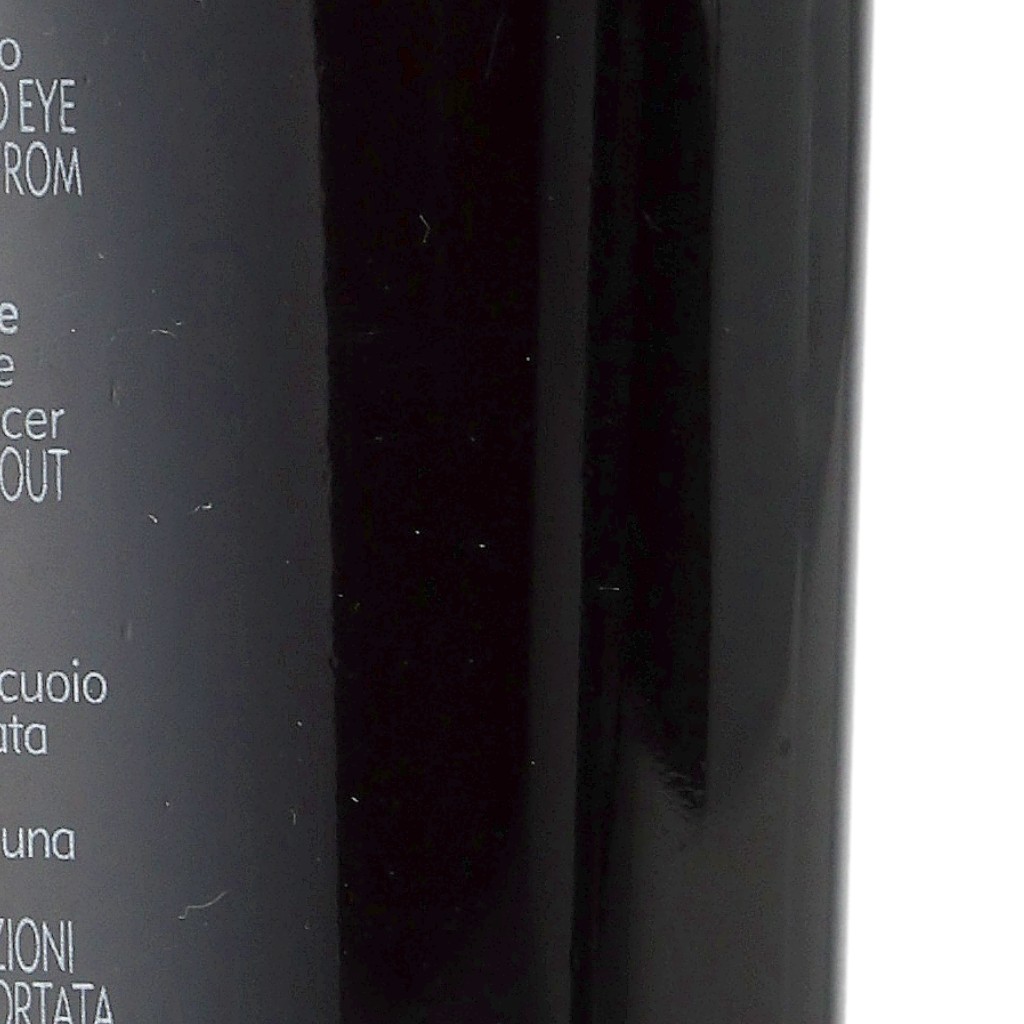 o
D EYE
ROM
e
e
cer
OUT
cuoio
ata
una
ZIONI
ORTATA